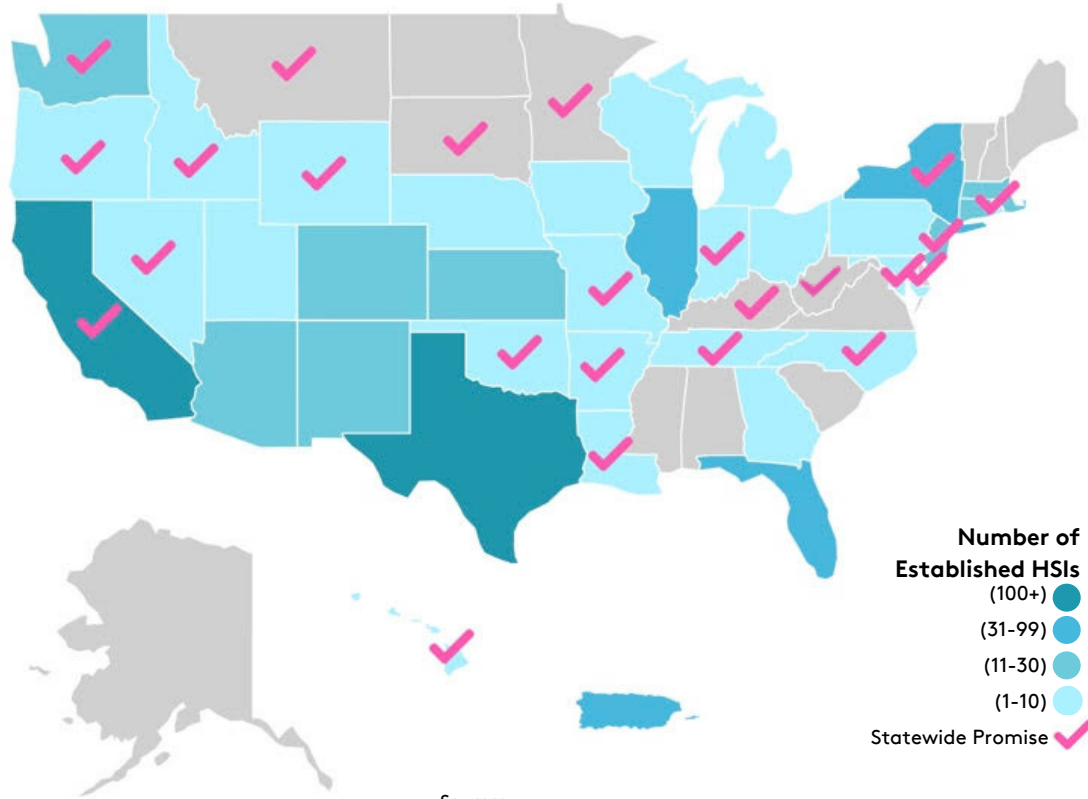 Number of
Established HSIs
(100+)
(31-99)
(11-30)
(1-10)
Statewide Promise